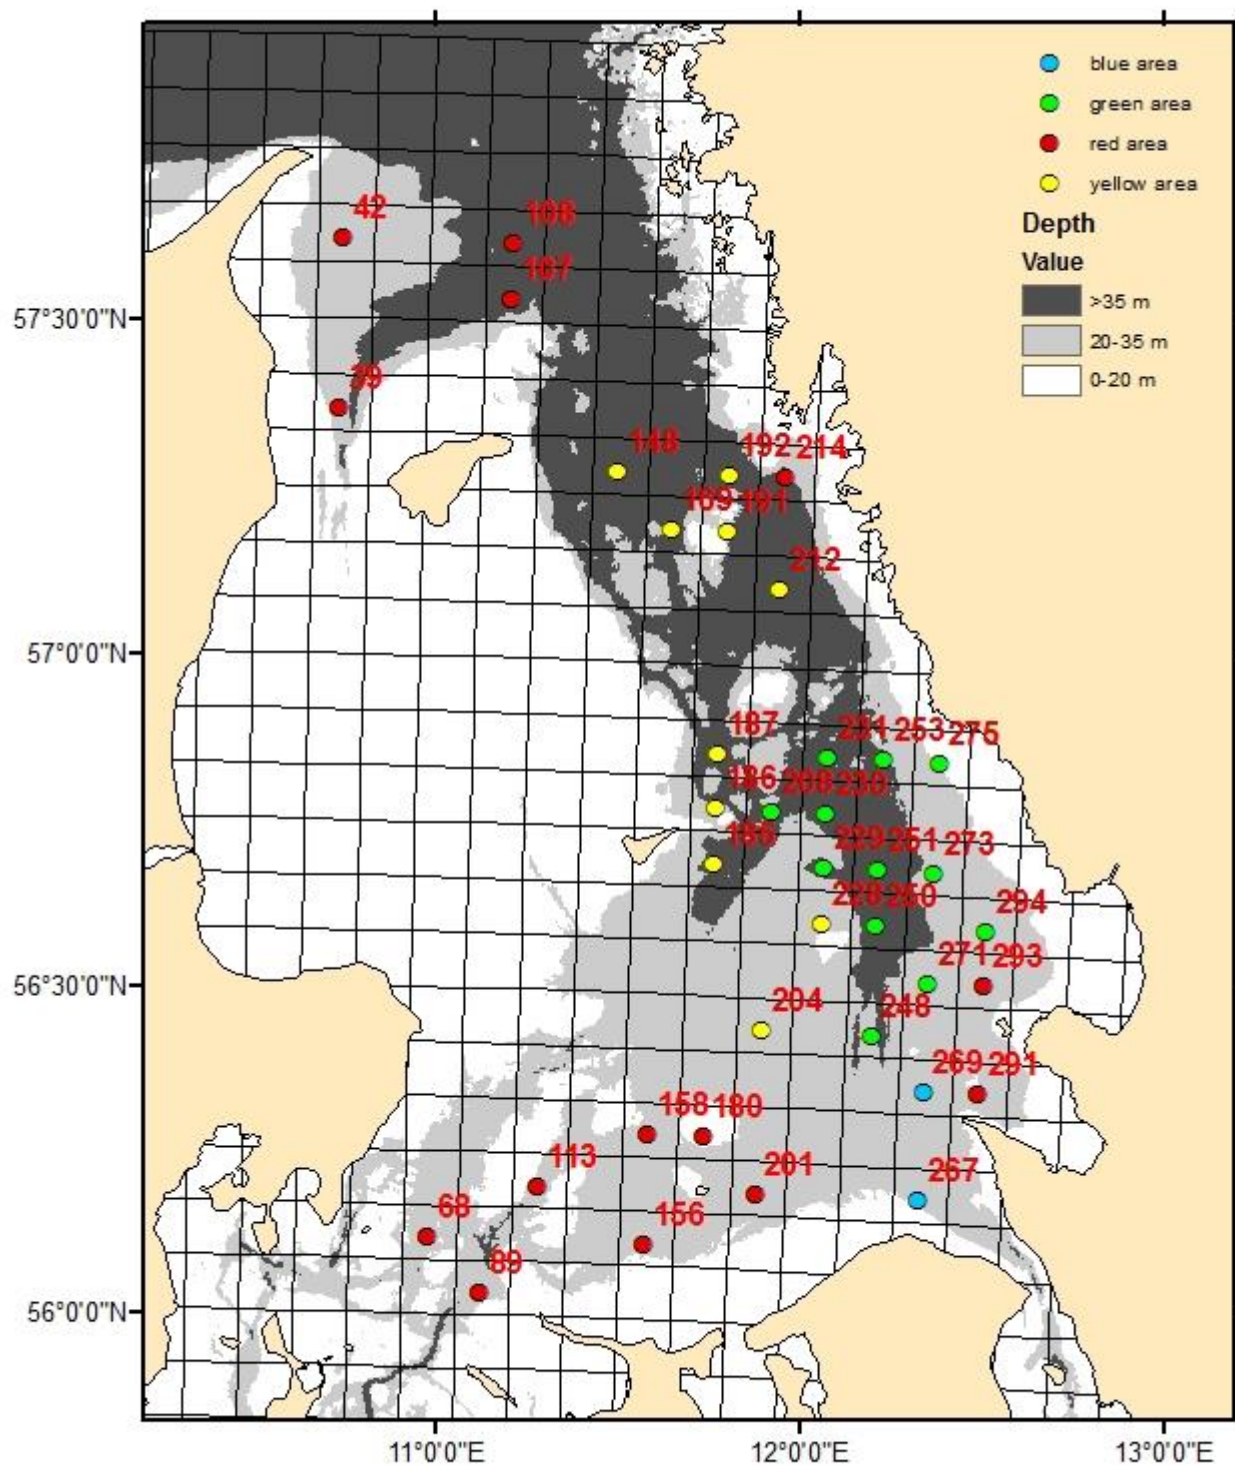 blue area
green area
red area
yellow area
Depth
Value
>35 m
20-35 m
0-20 m
42
108
107
57°30'0"N
39
148
192 214
169 191
212
57°0'0"N
187
231 253 275
186 208 230
185
229 251 273
228 250
294
271 293
56°30'0"N
204
248
269 291
158 180
113
201
267
68
156
89
56°0'0"N
11°0'0"E
12°0'0"E
13°0'0"E